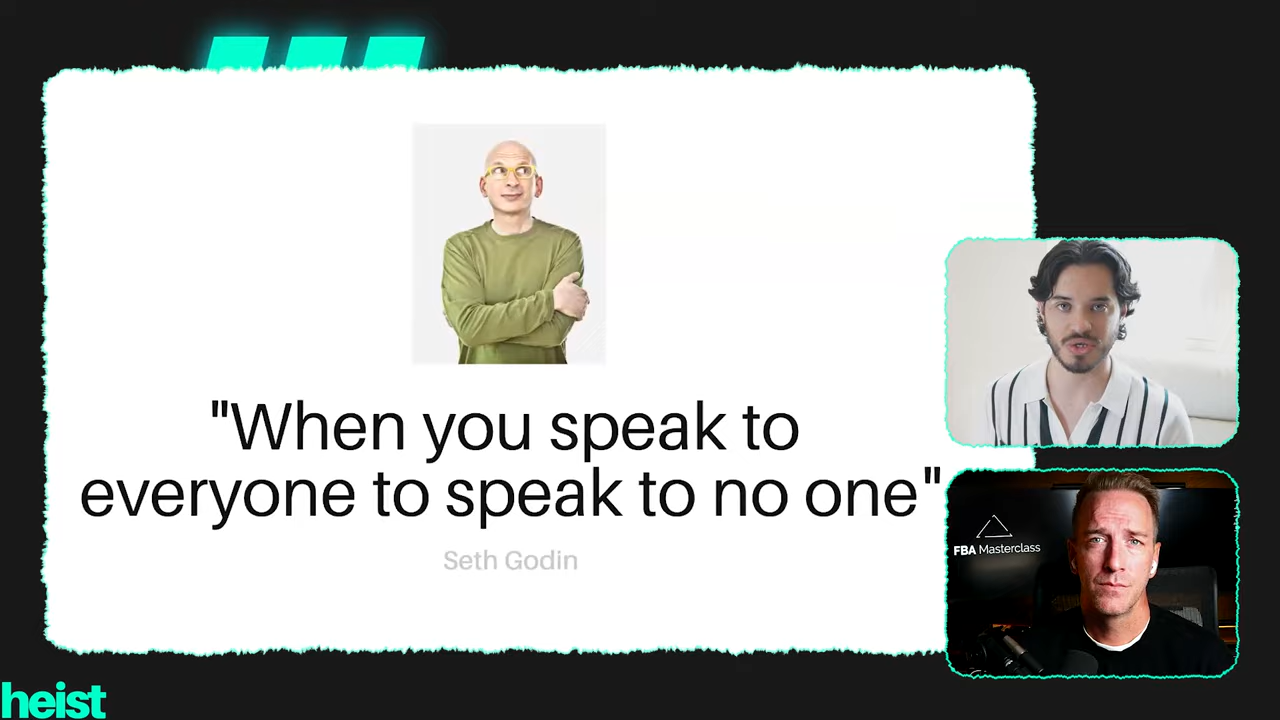 "When you speak to
everyone to speak to no one"
Seth Godin
FBA Masterclass
heist